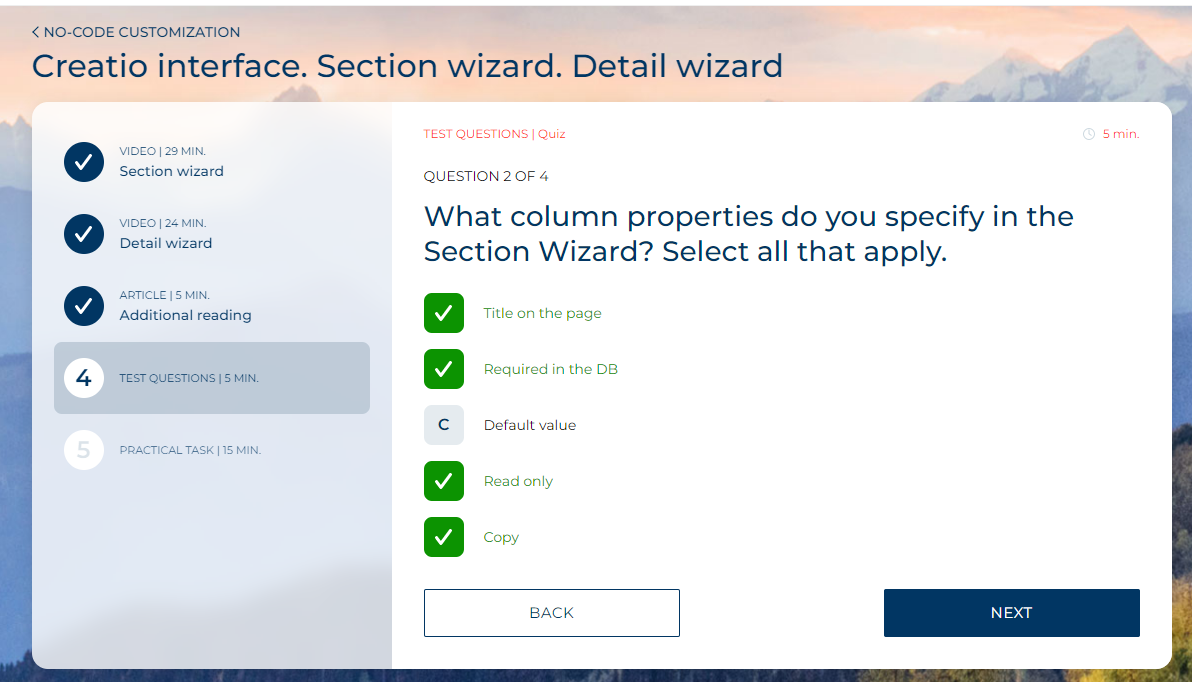 < NO-CODE CUSTOMIZATION
Creatio interface. Section wizard. Detail wizard
VIDEO | 29 MIN.
Section wizard
VIDEO | 24 MIN.
Detail wizard
ARTICLE | 5 MIN.
Additional reading
4
TEST QUESTIONS | 5 MIN.
5
PRACTICAL TASK | 15 MIN.
TEST QUESTIONS | Quiz
5 min.
QUESTION 2 OF 4
What column properties do you specify in the
Section Wizard? Select all that apply.
Title on the page
Required in the DB
C Default value
Read only
Copy
BACK
NEXT